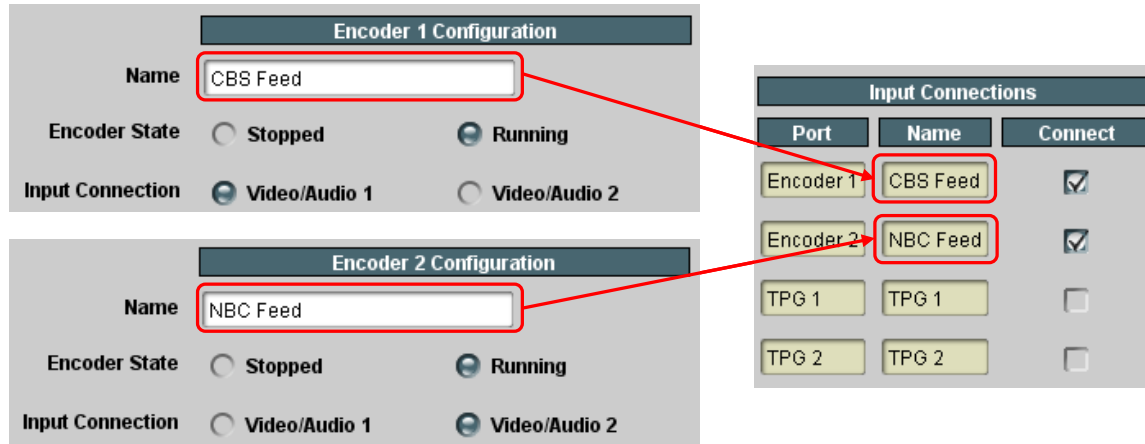 Encoder 1 Configuration
Name CBS Feed
Encoder State Stopped Running
Input Connection Video/Audio 1 Video/Audio 2
Encoder 2 Configuration
Name NBC Feed
Encoder State Stopped Running
Input Connection Video/Audio 1 Video/Audio 2
Input Connections
Port Name Connect
Encoder 1 CBS Feed
Encoder 2 NBC Feed
TPG 1 TPG 1
TPG 2 TPG 2